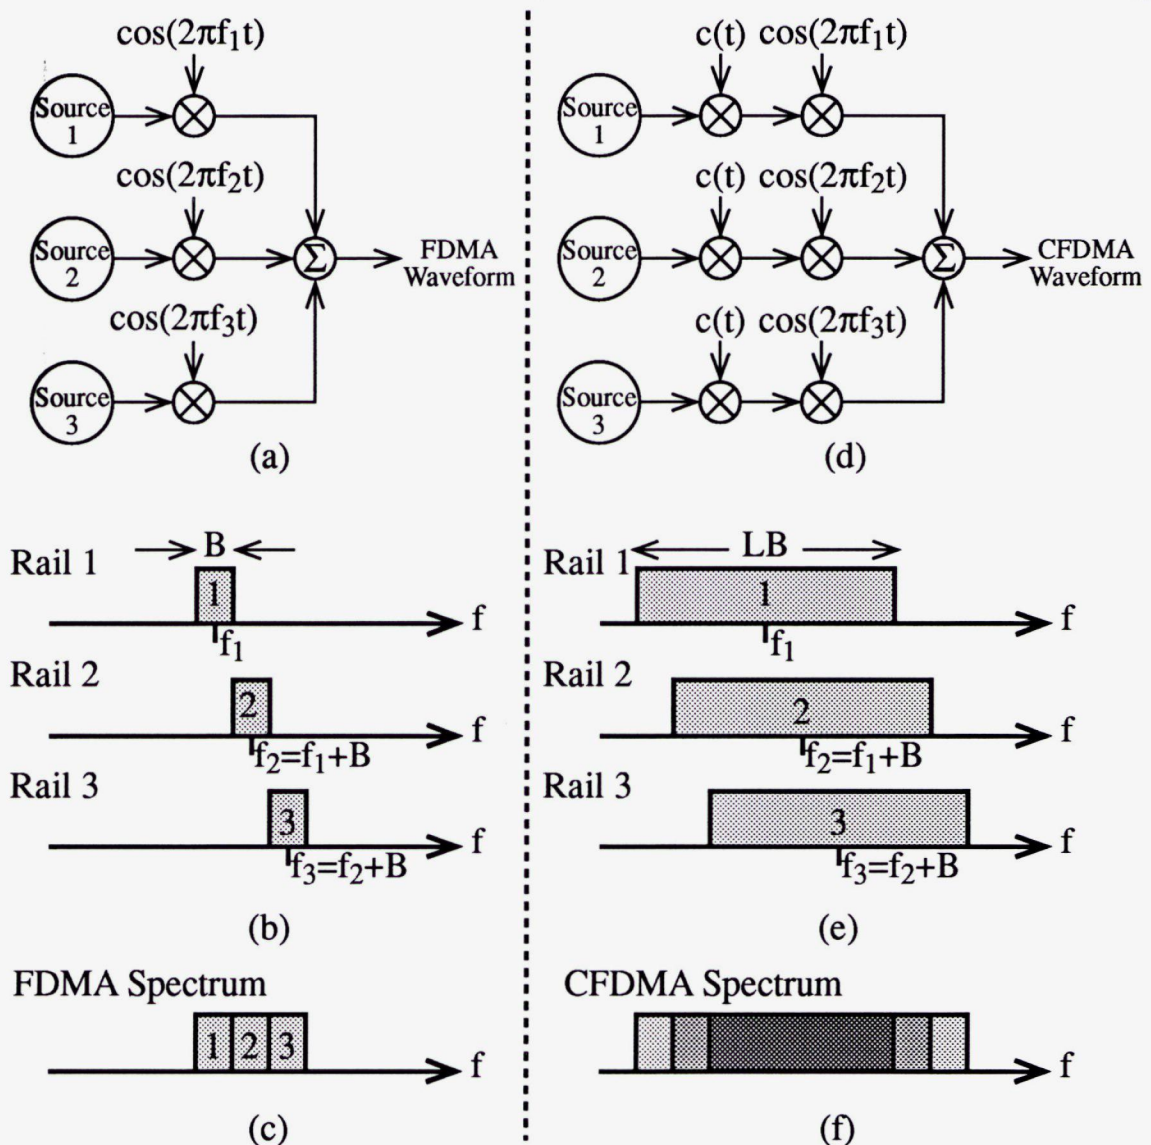 cos(2πf₁t)
Source
1
cos(2πf₂t)
Source
2
Σ
FDMA
Waveform
cos(2πf₃t)
Source
3
(a)
c(t) cos(2πf₁t)
Source
1
c(t) cos(2πf₂t)
Source
2
Σ
CFDMA
Waveform
c(t) cos(2πf₃t)
Source
3
(d)
B
Rail 1
1
f
f₁
Rail 2
2
f
f₂=f₁+B
Rail 3
3
f
f₃=f₂+B
(b)
LB
Rail 1
1
f
f₁
Rail 2
2
f
f₂=f₁+B
Rail 3
3
f
f₃=f₂+B
(e)
FDMA Spectrum
1 2 3
f
(c)
CFDMA Spectrum
f
(f)